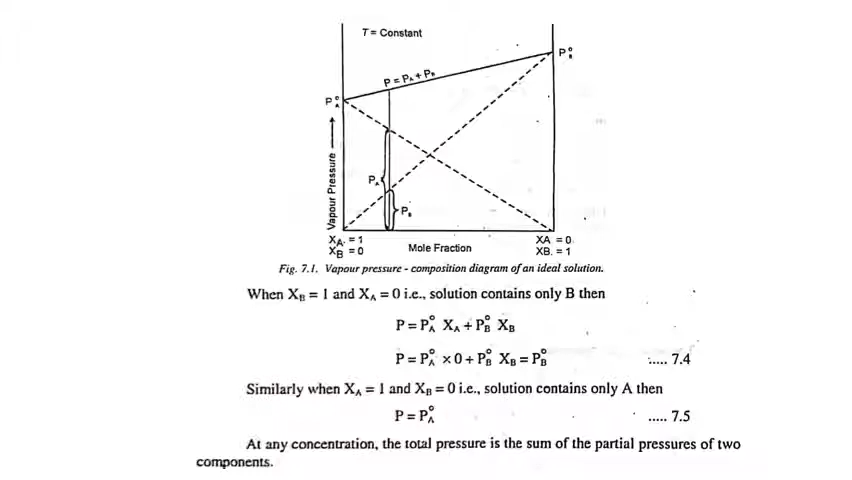 T = Constant
P°B
P = PA + PB
P°A
Vapour Pressure
PA
PB
XA = 1
XB = 0
Mole Fraction
XA = 0
XB = 1
Fig. 7.1. Vapour pressure - composition diagram of an ideal solution.
When XB = 1 and XA = 0 i.e., solution contains only B then
P = P°A XA + P°B XB
P = P°A × 0 + P°B XB = P°B ..... 7.4
Similarly when XA = 1 and XB = 0 i.e., solution contains only A then
P = P°A ..... 7.5
At any concentration, the total pressure is the sum of the partial pressures of two
components.